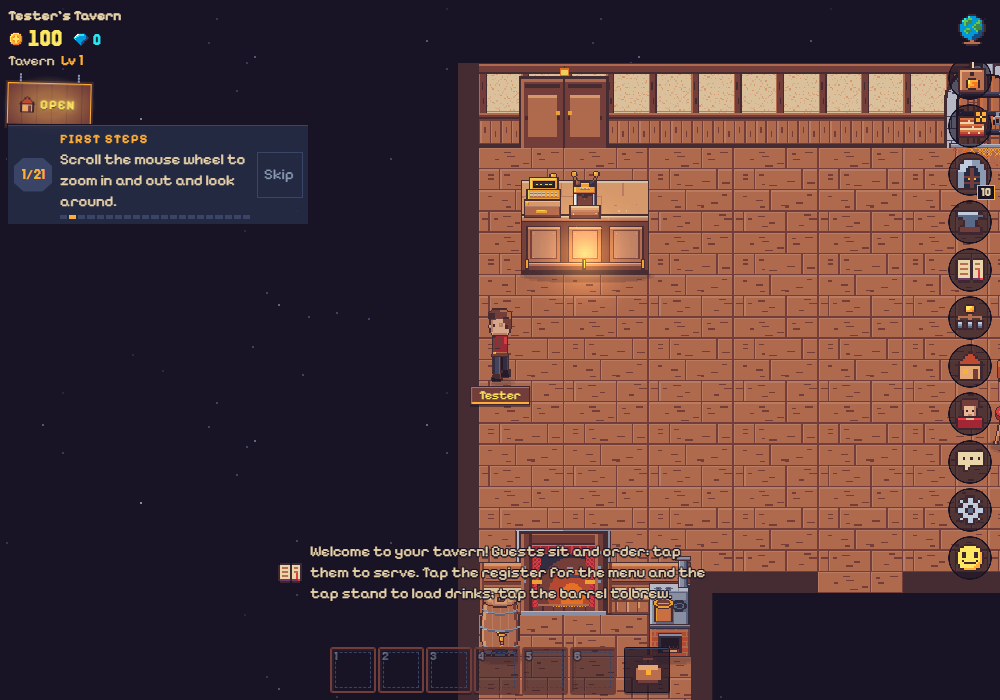 Tester's Tavern
100 0
Tavern Lv 1
OPEN
FIRST STEPS
1/21
Scroll the mouse wheel to
zoom in and out and look
around.
Skip
10
Tester
Welcome to your tavern! Guests sit and order: tap
them to serve. Tap the register for the menu and the
tap stand to load drinks; tap the barrel to brew.
1 2 3 4 5 6